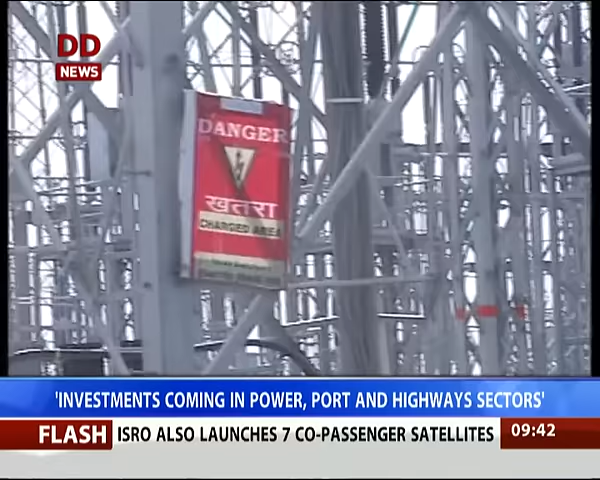 DD
NEWS
DANGER
खतरा
CHARGED AREA
'INVESTMENTS COMING IN POWER, PORT AND HIGHWAYS SECTORS'
FLASH ISRO ALSO LAUNCHES 7 CO-PASSENGER SATELLITES 09:42